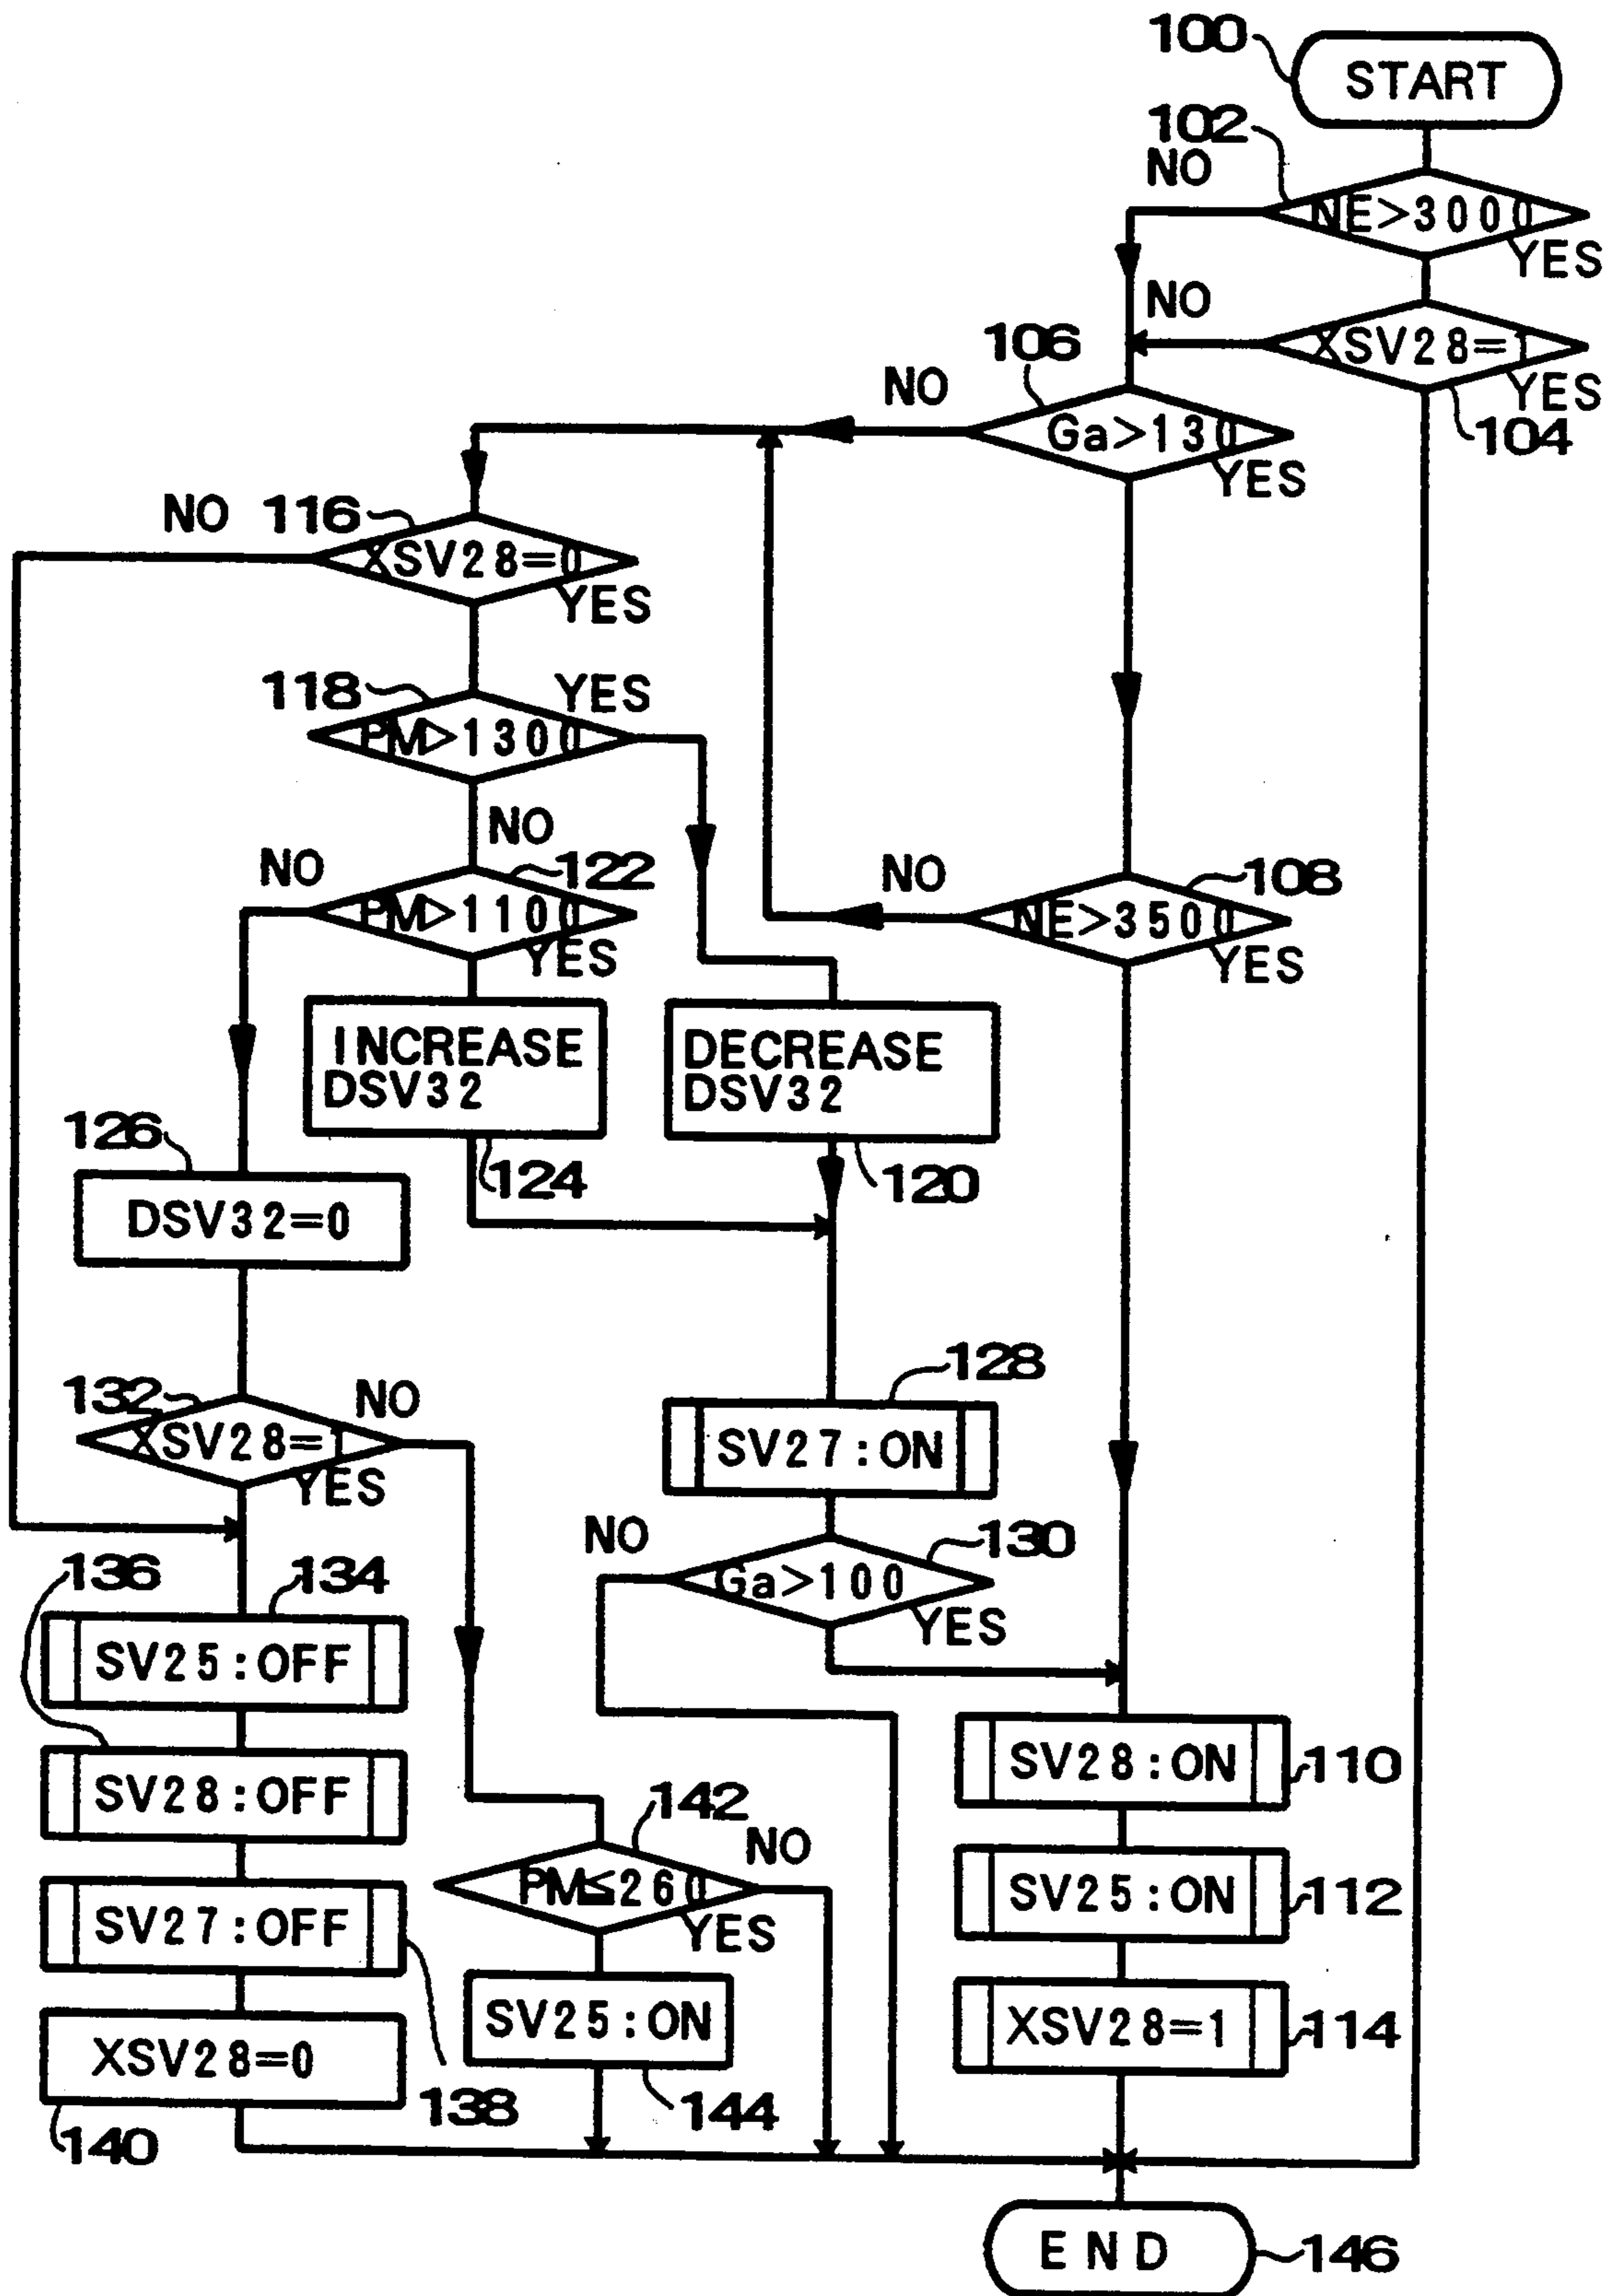 100
START
102
NO
NE>3000
YES
NO
XSV28=1
YES
104
106
NO
Ga>130
YES
NO
116
XSV28=0
YES
118
YES
PM>1300
NO
NO
122
PM>1100
YES
NO
108
NE>3500
YES
INCREASE
DSV32
124
DECREASE
DSV32
120
126
DSV32=0
128
SV27:ON
132
NO
XSV28=1
YES
NO
130
Ga>100
YES
136
134
SV25:OFF
SV28:OFF
SV27:OFF
138
XSV28=0
140
142
NO
PM≦260
YES
SV25:ON
144
SV28:ON
110
SV25:ON
112
XSV28=1
114
END
146